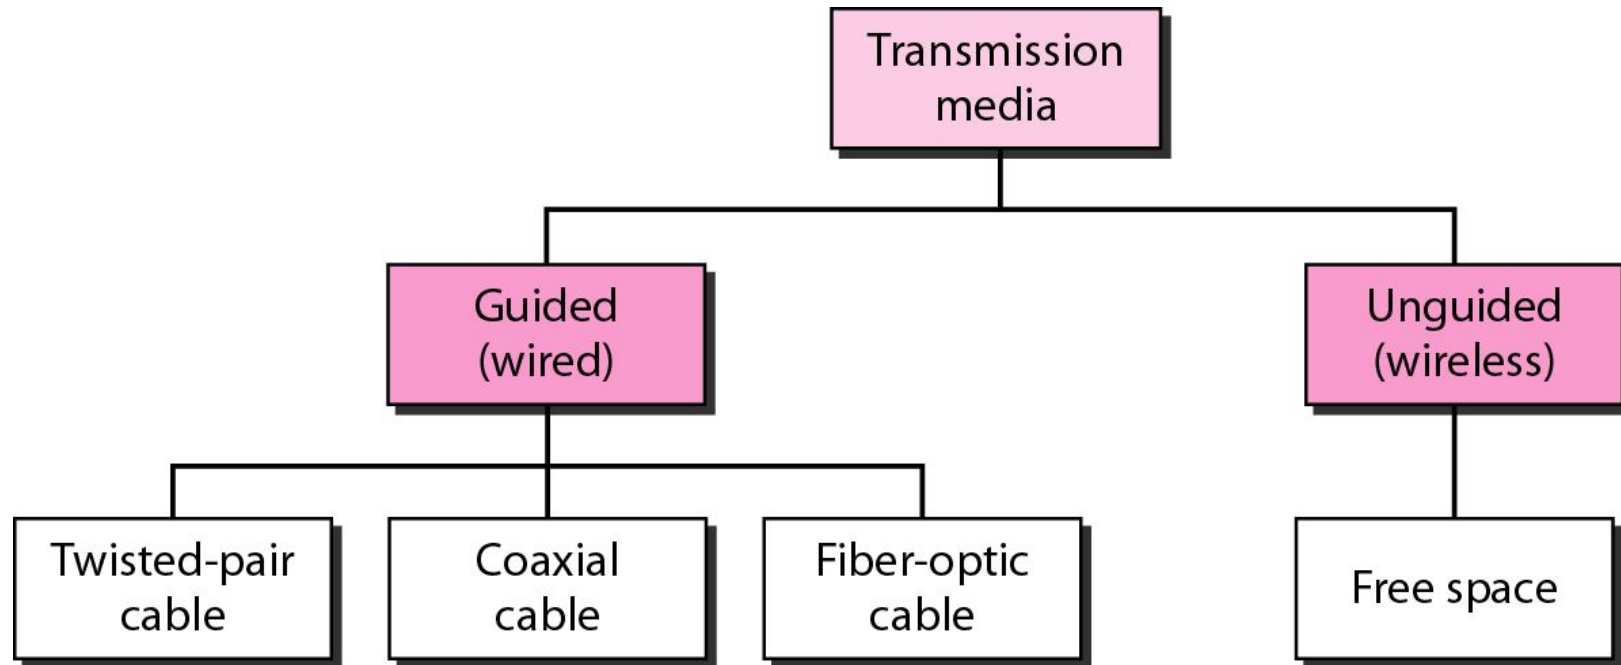 Transmission
media
Guided
(wired)
Unguided
(wireless)
Twisted-pair
cable
Coaxial
cable
Fiber-optic
cable
Free space